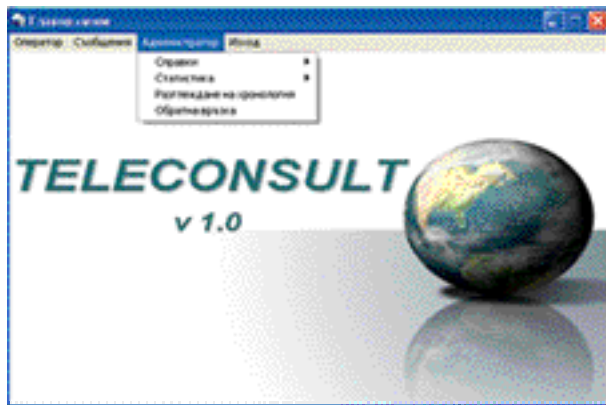 Оператор Съобщения Администратор Изход
Справки
Статистика
Разглеждане на хронология
Обратна връзка
TELECONSULT
v 1.0